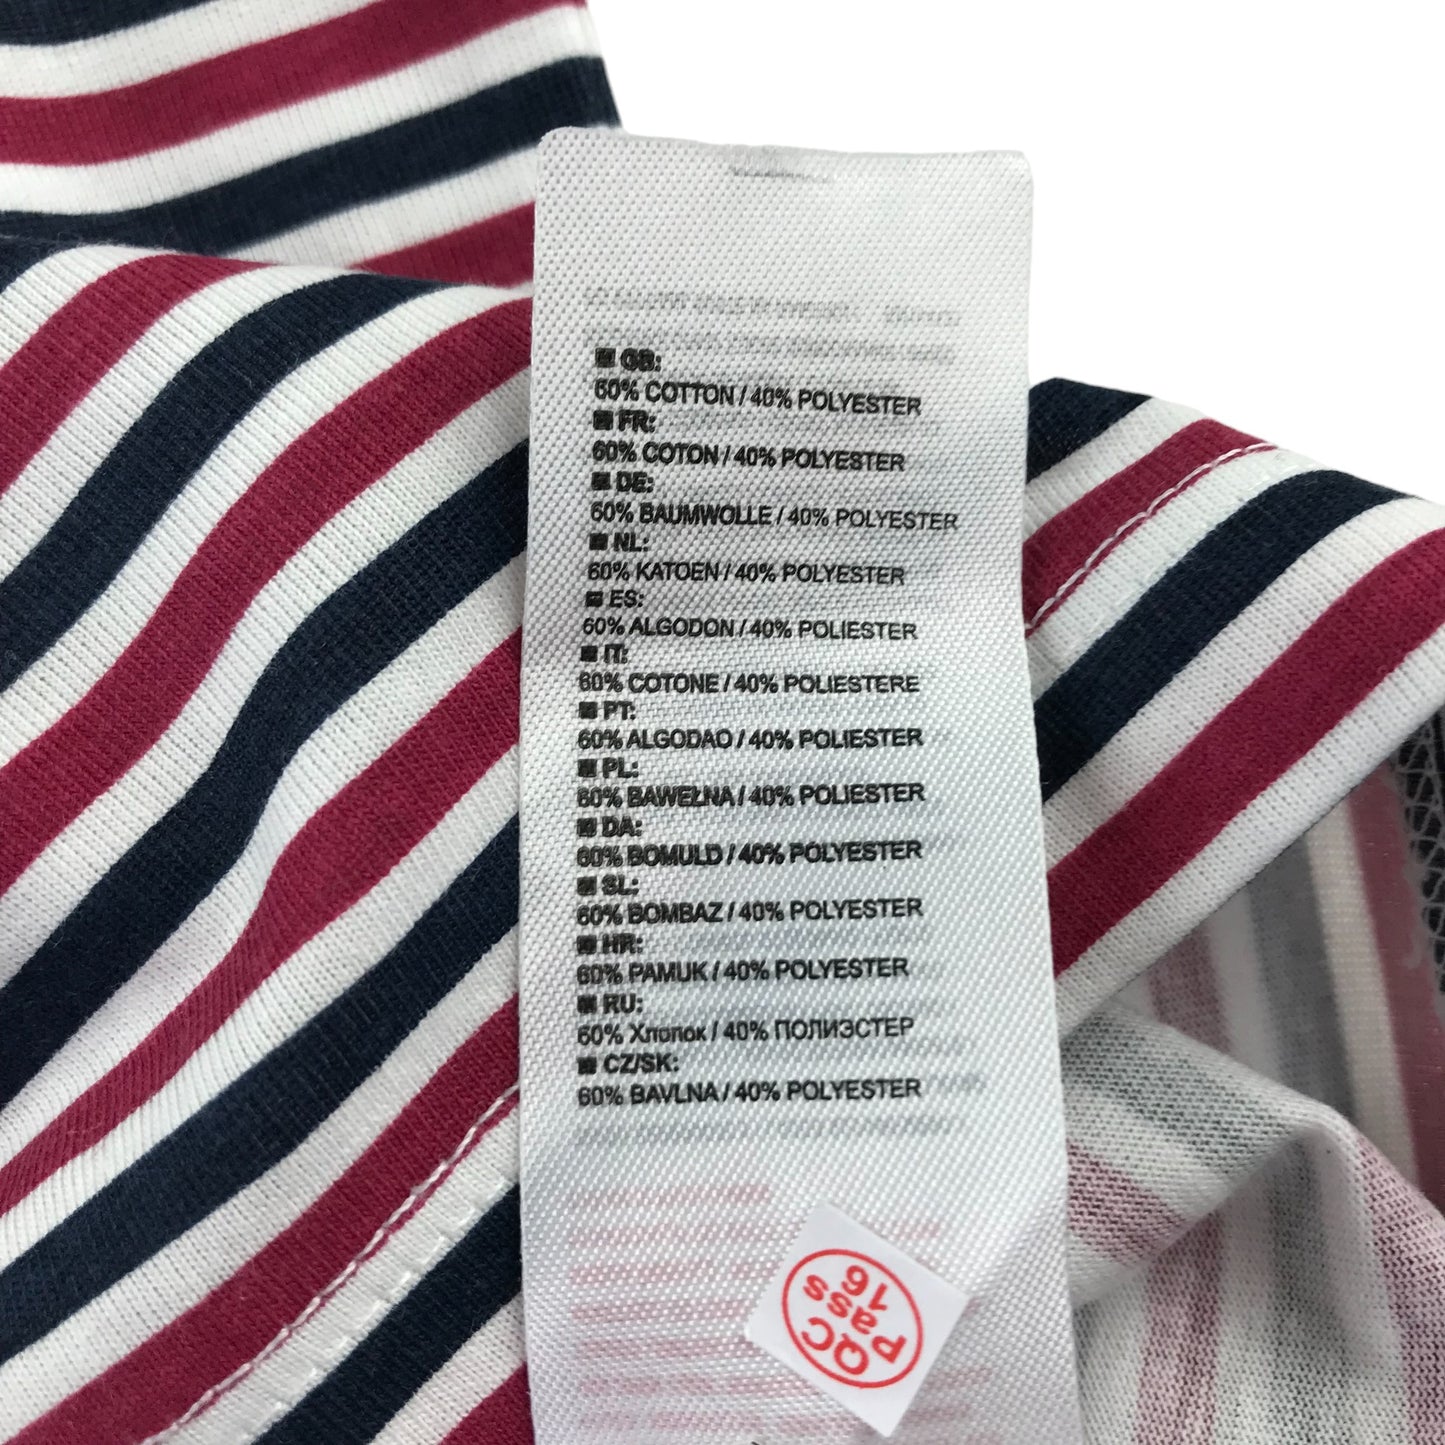 ■ GB:
60% COTTON / 40% POLYESTER
■ FR:
60% COTON / 40% POLYESTER
■ DE:
60% BAUMWOLLE / 40% POLYESTER
■ NL:
60% KATOEN / 40% POLYESTER
■ ES:
60% ALGODON / 40% POLIESTER
■ IT:
60% COTONE / 40% POLIESTERE
■ PT:
60% ALGODAO / 40% POLIESTER
■ PL:
60% BAWEŁNA / 40% POLIESTER
■ DA:
60% BOMULD / 40% POLYESTER
■ SL:
60% BOMBAZ / 40% POLYESTER
■ HR:
60% PAMUK / 40% POLYESTER
■ RU:
60% Хлопок / 40% ПОЛИЭСТЕР
■ CZ/SK:
60% BAVLNA / 40% POLYESTER
QC
Pass
16